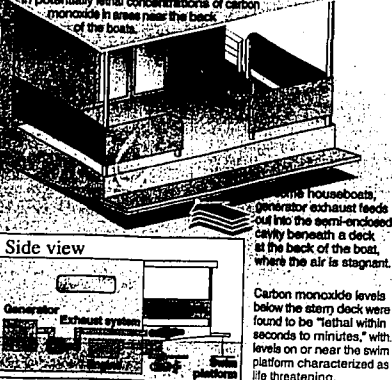 in potentially lethal concentrations of carbon
monoxide in areas near the back
of the boats.
some houseboats,
generator exhaust feeds
out into the semi-enclosed
cavity beneath a deck
at the back of the boat,
where the air is stagnant.
Side view
Generator
Exhaust system
Swim
platform
Carbon monoxide levels
below the stern deck were
found to be "lethal within
seconds to minutes," with
levels on or near the swim
platform characterized as
life threatening.